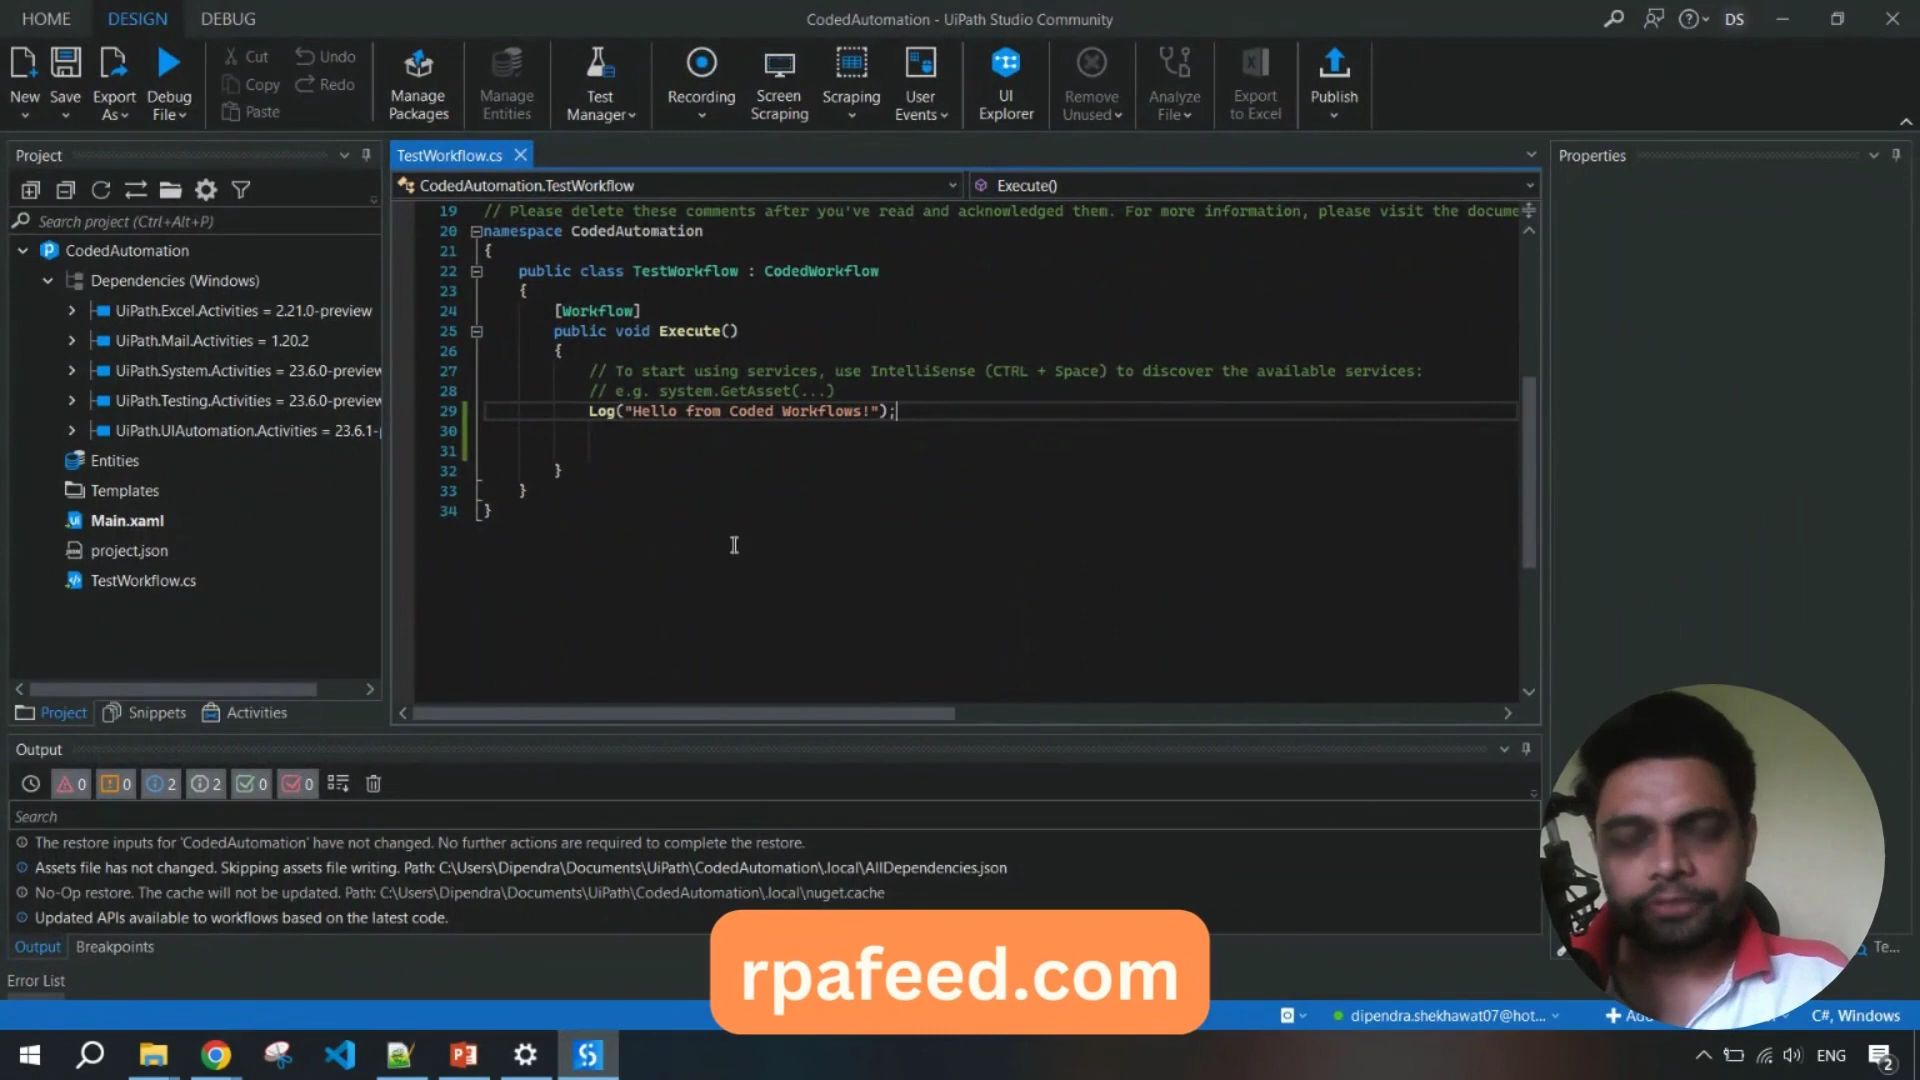 HOME
DESIGN
DEBUG
CodedAutomation - UiPath Studio Community
DS
New
Save
Export As
Debug File
Cut
Copy
Paste
Undo
Redo
Manage Packages
Manage Entities
Test Manager
Recording
Screen Scraping
Scraping
User Events
UI Explorer
Remove Unused
Analyze File
Export to Excel
Publish
Project
Search project (Ctrl+Alt+P)
CodedAutomation
Dependencies (Windows)
UiPath.Excel.Activities = 2.21.0-preview
UiPath.Mail.Activities = 1.20.2
UiPath.System.Activities = 23.6.0-preview
UiPath.Testing.Activities = 23.6.0-preview
UiPath.UIAutomation.Activities = 23.6.1-p
Entities
Templates
Main.xaml
project.json
TestWorkflow.cs
Project
Snippets
Activities
TestWorkflow.cs
CodedAutomation.TestWorkflow
Execute()
19 // Please delete these comments after you've read and acknowledged them. For more information, please visit the docume
20 namespace CodedAutomation
21 {
22 public class TestWorkflow : CodedWorkflow
23 {
24 [Workflow]
25 public void Execute()
26 {
27 // To start using services, use IntelliSense (CTRL + Space) to discover the available services:
28 // e.g. system.GetAsset(...)
29 Log("Hello from Coded Workflows!");
30
31
32 }
33 }
34 }
Properties
Output
0
0
2
2
0
0
Search
The restore inputs for 'CodedAutomation' have not changed. No further actions are required to complete the restore.
Assets file has not changed. Skipping assets file writing. Path: C:\Users\Dipendra\Documents\UiPath\CodedAutomation\.local\AllDependencies.json
No-Op restore. The cache will not be updated. Path: C:\Users\Dipendra\Documents\UiPath\CodedAutomation\.local\nuget.cache
Updated APIs available to workflows based on the latest code.
Output
Breakpoints
Te...
Error List
rpafeed.com
dipendra.shekhawat07@hot...
C#, Windows
ENG
2